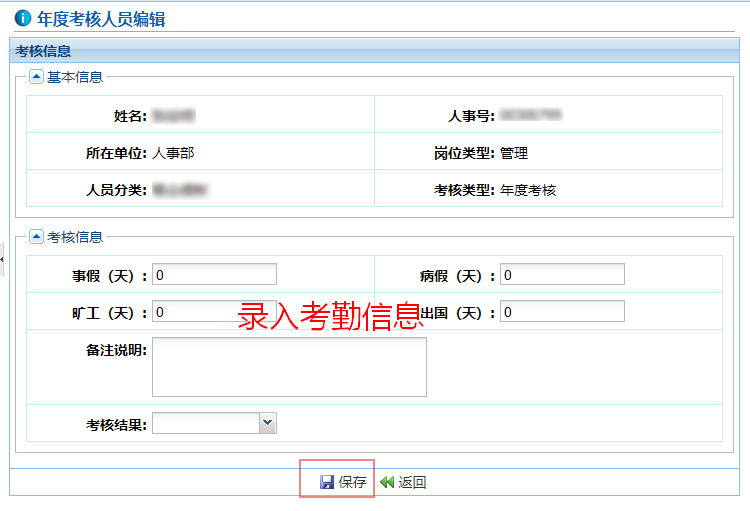 年度考核人员编辑
考核信息
基本信息
姓名: 人事号:
所在单位: 人事部 岗位类型: 管理
人员分类: 考核类型: 年度考核
考核信息
事假（天）: 0 病假（天）: 0
旷工（天）: 0 出国（天）: 0
录入考勤信息
备注说明:
考核结果:
保存 返回